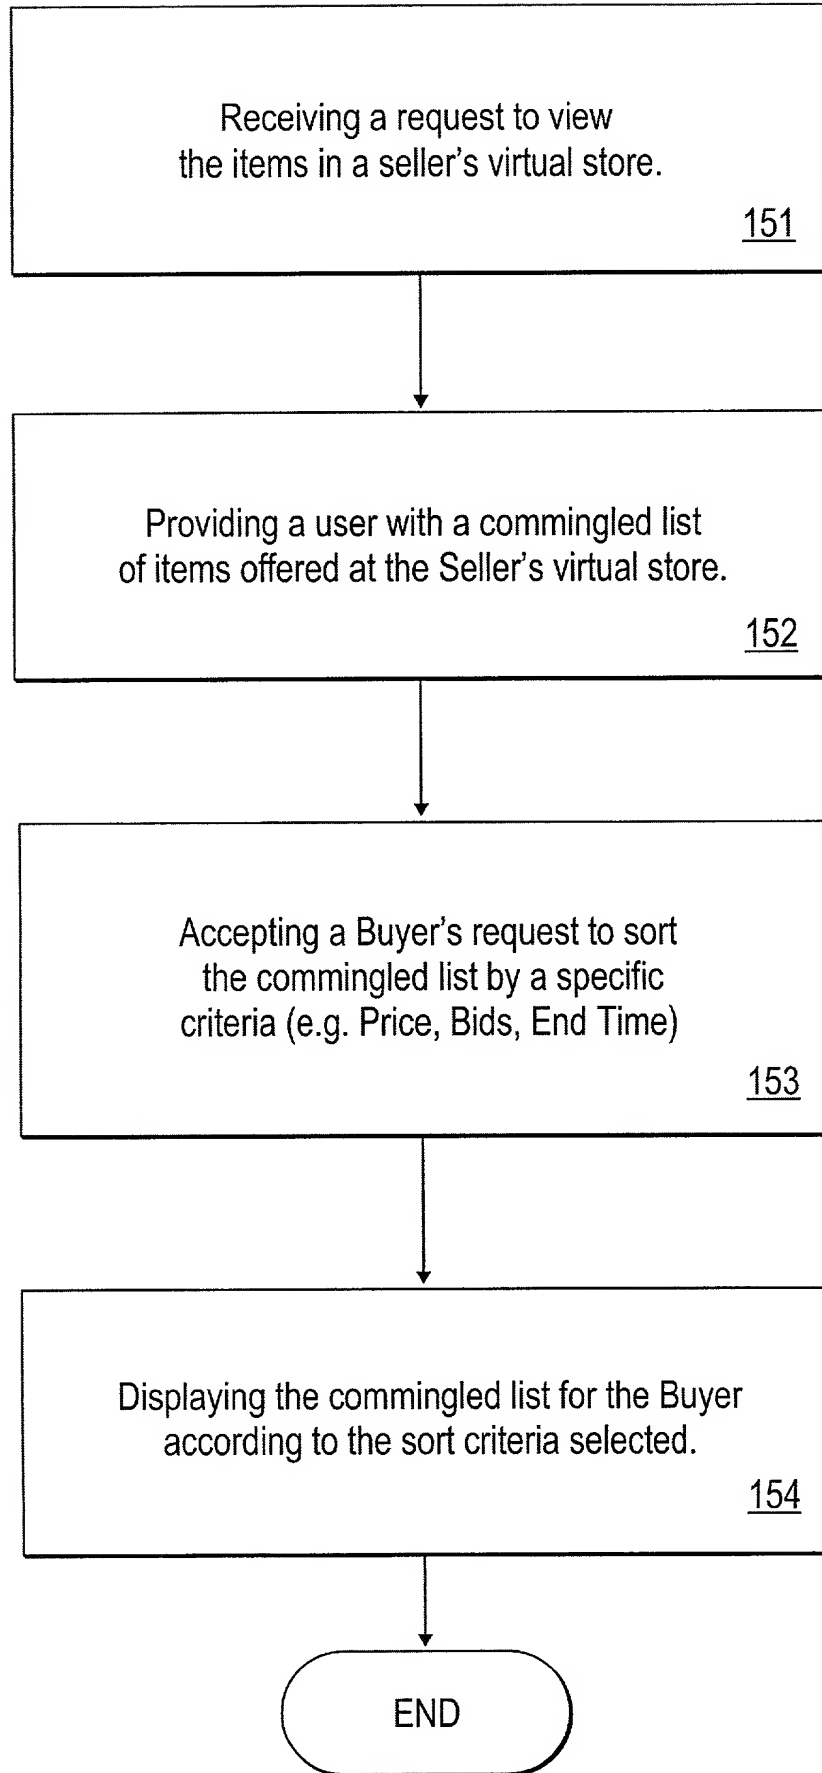 Receiving a request to view
the items in a seller's virtual store.
151
Providing a user with a commingled list
of items offered at the Seller's virtual store.
152
Accepting a Buyer's request to sort
the commingled list by a specific
criteria (e.g. Price, Bids, End Time)
153
Displaying the commingled list for the Buyer
according to the sort criteria selected.
154
END